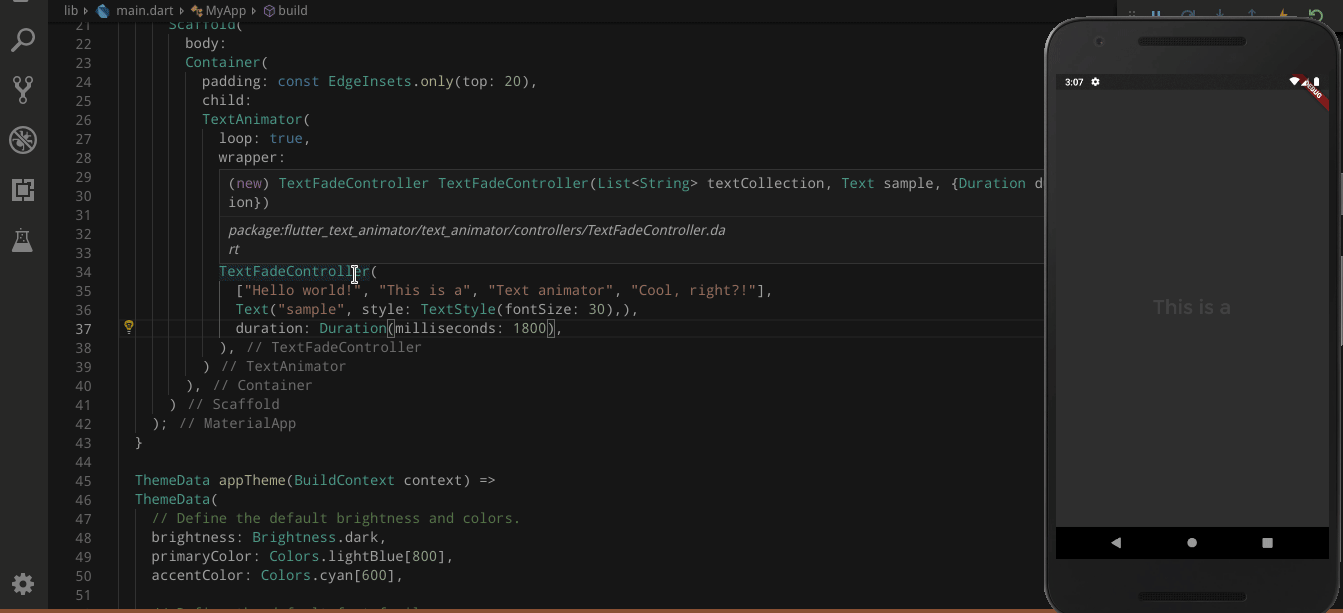 lib main.dart MyApp build
21 Scaffold(
22 body:
23 Container(
24 padding: const EdgeInsets.only(top: 20),
25 child:
26 TextAnimator(
27 loop: true,
28 wrapper:
29 (new) TextFadeController TextFadeController(List<String> textCollection, Text sample, {Duration d
30 ion})
31
32 package:flutter_text_animator/text_animator/controllers/TextFadeController.da
33 rt
34 TextFadeController(
35 ["Hello world!", "This is a", "Text animator", "Cool, right?!"],
36 Text("sample", style: TextStyle(fontSize: 30),),
37 duration: Duration(milliseconds: 1800),
38 ), // TextFadeController
39 ) // TextAnimator
40 ), // Container
41 ) // Scaffold
42 ); // MaterialApp
43 }
44
45 ThemeData appTheme(BuildContext context) =>
46 ThemeData(
47 // Define the default brightness and colors.
48 brightness: Brightness.dark,
49 primaryColor: Colors.lightBlue[800],
50 accentColor: Colors.cyan[600],
51
3:07
DEBUG
This is a